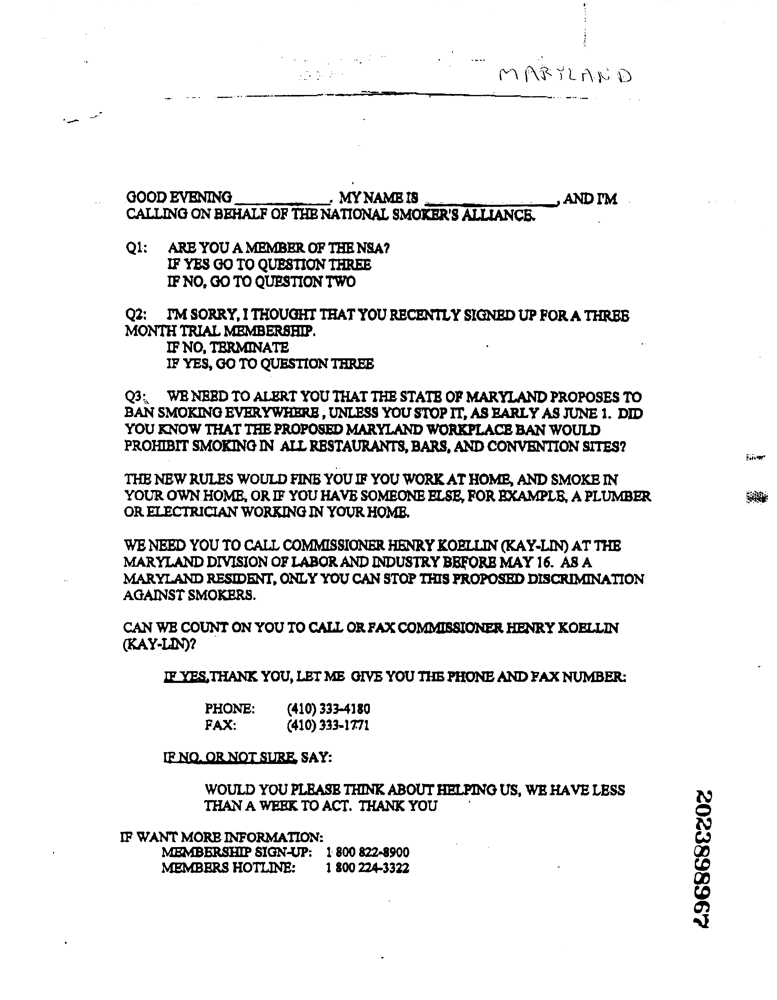 MARYLAND
GOOD EVENING ____________. MY NAME IS _________________, AND I'M
CALLING ON BEHALF OF THE NATIONAL SMOKER'S ALLIANCE.
Q1: ARE YOU A MEMBER OF THE NSA?
IF YES GO TO QUESTION THREE
IF NO, GO TO QUESTION TWO
Q2: I'M SORRY, I THOUGHT THAT YOU RECENTLY SIGNED UP FOR A THREE
MONTH TRIAL MEMBERSHIP.
IF NO, TERMINATE
IF YES, GO TO QUESTION THREE
Q3: WE NEED TO ALERT YOU THAT THE STATE OF MARYLAND PROPOSES TO
BAN SMOKING EVERYWHERE , UNLESS YOU STOP IT, AS EARLY AS JUNE 1. DID
YOU KNOW THAT THE PROPOSED MARYLAND WORKPLACE BAN WOULD
PROHIBIT SMOKING IN ALL RESTAURANTS, BARS, AND CONVENTION SITES?
THE NEW RULES WOULD FINE YOU IF YOU WORK AT HOME, AND SMOKE IN
YOUR OWN HOME, OR IF YOU HAVE SOMEONE ELSE, FOR EXAMPLE, A PLUMBER
OR ELECTRICIAN WORKING IN YOUR HOME.
WE NEED YOU TO CALL COMMISSIONER HENRY KOELLIN (KAY-LIN) AT THE
MARYLAND DIVISION OF LABOR AND INDUSTRY BEFORE MAY 16. AS A
MARYLAND RESIDENT, ONLY YOU CAN STOP THIS PROPOSED DISCRIMINATION
AGAINST SMOKERS.
CAN WE COUNT ON YOU TO CALL OR FAX COMMISSIONER HENRY KOELLIN
(KAY-LIN)?
IF YES, THANK YOU, LET ME GIVE YOU THE PHONE AND FAX NUMBER:
PHONE: (410) 333-4180
FAX: (410) 333-1771
IF NO, OR NOT SURE, SAY:
WOULD YOU PLEASE THINK ABOUT HELPING US, WE HAVE LESS
THAN A WEEK TO ACT. THANK YOU
IF WANT MORE INFORMATION:
MEMBERSHIP SIGN-UP: 1 800 822-8900
MEMBERS HOTLINE: 1 800 224-3322
2023898967